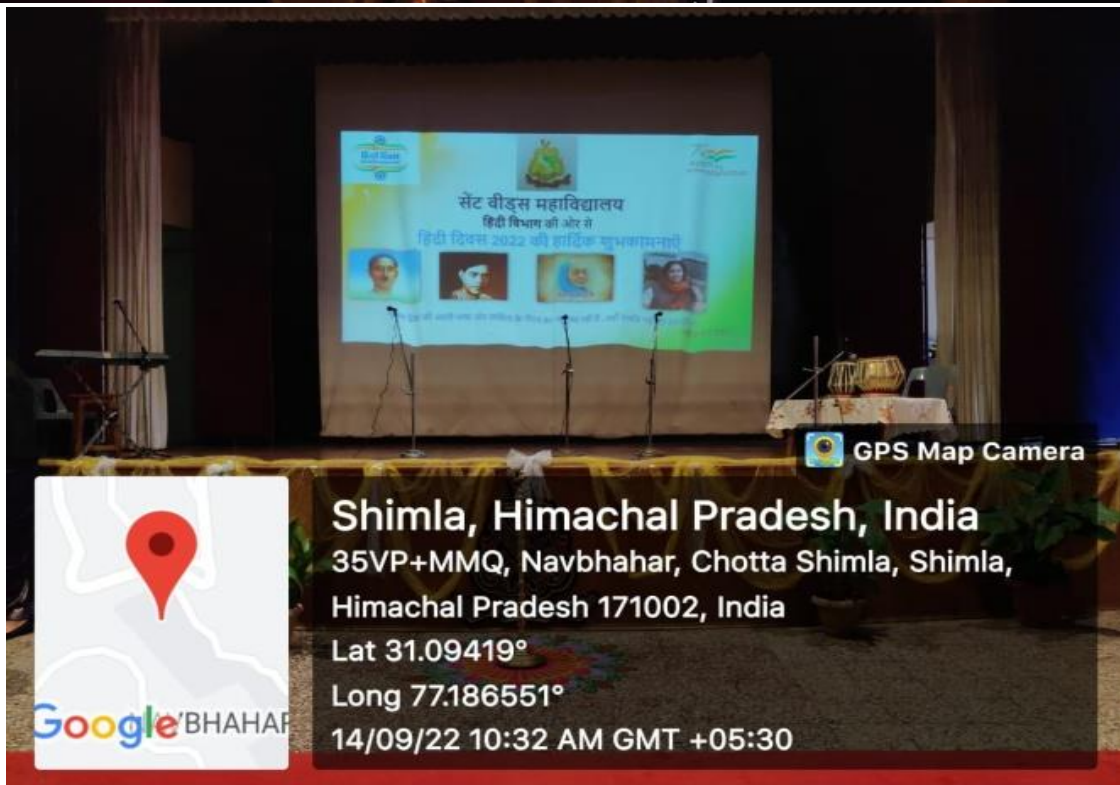 सेंट बीड्स महाविद्यालय
हिंदी विभाग की ओर से
हिंदी दिवस 2022 की हार्दिक शुभकामनाएँ
GPS Map Camera
Shimla, Himachal Pradesh, India
35VP+MMQ, Navbhahar, Chotta Shimla, Shimla,
Himachal Pradesh 171002, India
Lat 31.09419°
Long 77.186551°
14/09/22 10:32 AM GMT +05:30
Google